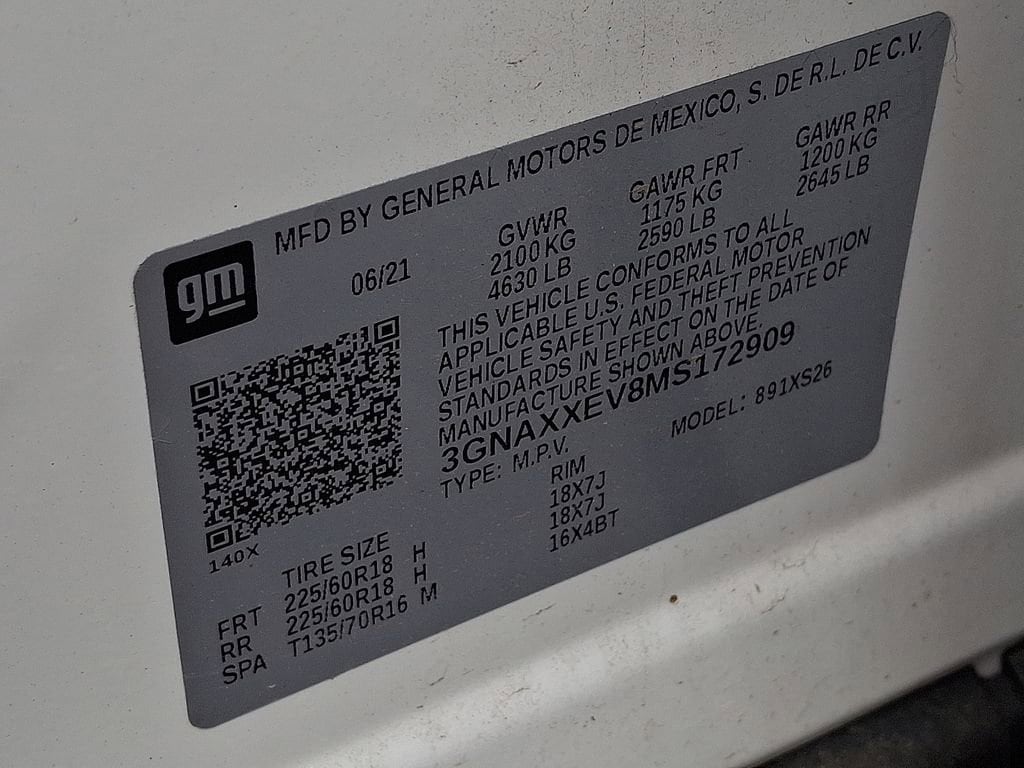 MFD BY GENERAL MOTORS DE MEXICO, S. DE R.L. DE C.V.
gm
06/21 GVWR GAWR FRT GAWR RR
2100 KG 1175 KG 1200 KG
4630 LB 2590 LB 2645 LB
THIS VEHICLE CONFORMS TO ALL
APPLICABLE U.S. FEDERAL MOTOR
VEHICLE SAFETY AND THEFT PREVENTION
STANDARDS IN EFFECT ON THE DATE OF
MANUFACTURE SHOWN ABOVE.
3GNAXXEV8MS172909
TYPE: M.P.V. MODEL: 891XS26
140X
TIRE SIZE RIM
FRT 225/60R18 H 18X7J
RR 225/60R18 H 18X7J
SPA T135/70R16 M 16X4BT